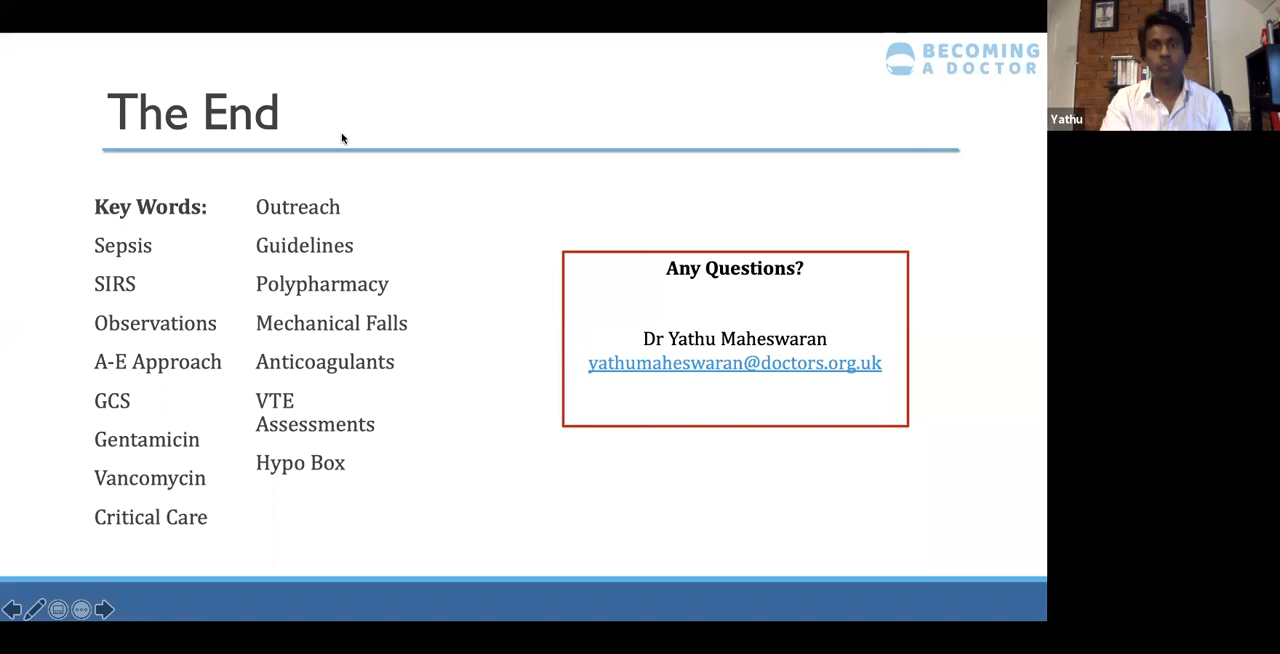 BECOMING
A DOCTOR
Yathu
The End
Key Words:
Sepsis
SIRS
Observations
A-E Approach
GCS
Gentamicin
Vancomycin
Critical Care
Outreach
Guidelines
Polypharmacy
Mechanical Falls
Anticoagulants
VTE
Assessments
Hypo Box
Any Questions?
Dr Yathu Maheswaran
yathumaheswaran@doctors.org.uk